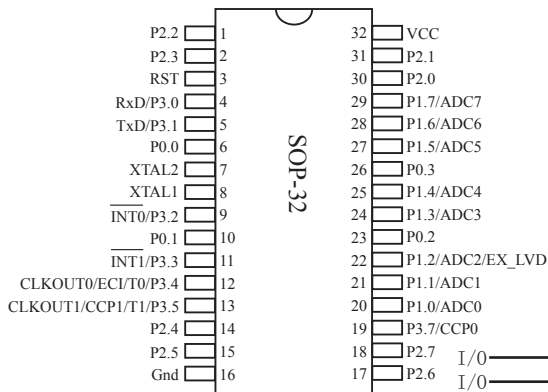 P2.2 1 32 VCC
P2.3 2 31 P2.1
RST 3 30 P2.0
RxD/P3.0 4 29 P1.7/ADC7
TxD/P3.1 5 28 P1.6/ADC6
P0.0 6 27 P1.5/ADC5
XTAL2 7 26 P0.3
XTAL1 8 25 P1.4/ADC4
INT0/P3.2 9 24 P1.3/ADC3
P0.1 10 23 P0.2
INT1/P3.3 11 22 P1.2/ADC2/EX_LVD
CLKOUT0/ECI/T0/P3.4 12 21 P1.1/ADC1
CLKOUT1/CCP1/T1/P3.5 13 20 P1.0/ADC0
P2.4 14 19 P3.7/CCP0
P2.5 15 18 P2.7
Gnd 16 17 P2.6
SOP-32
I/O
I/O